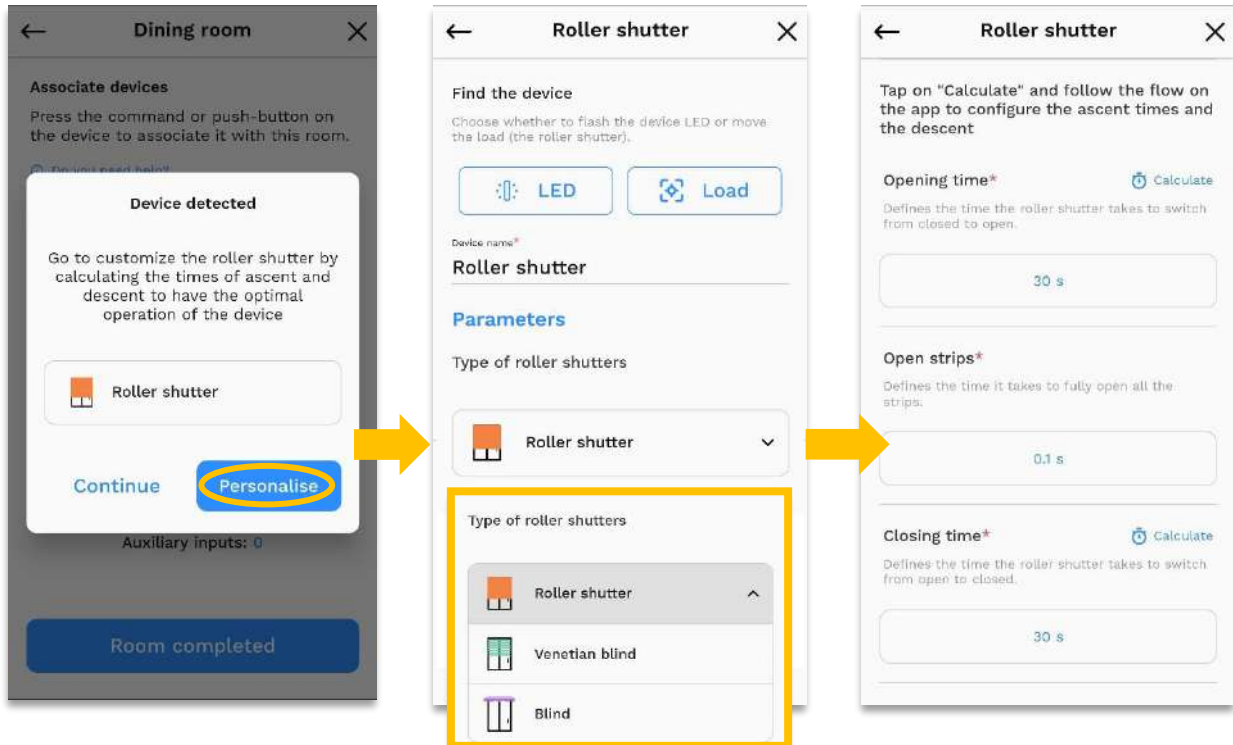 Dining room
Associate devices
Press the command or push-button on
the device to associate it with this room.
Do you need help?
Device detected
Go to customize the roller shutter by
calculating the times of ascent and
descent to have the optimal
operation of the device
Roller shutter
Continue
Personalise
Auxiliary inputs: 0
Room completed
Roller shutter
Find the device
Choose whether to flash the device LED or move
the load (the roller shutter).
LED
Load
Device name*
Roller shutter
Parameters
Type of roller shutters
Roller shutter
Type of roller shutters
Roller shutter
Venetian blind
Blind
Roller shutter
Tap on "Calculate" and follow the flow on
the app to configure the ascent times and
the descent
Opening time*
Calculate
Defines the time the roller shutter takes to switch
from closed to open.
30 s
Open strips*
Defines the time it takes to fully open all the
strips.
0.1 s
Closing time*
Calculate
Defines the time the roller shutter takes to switch
from open to closed.
30 s